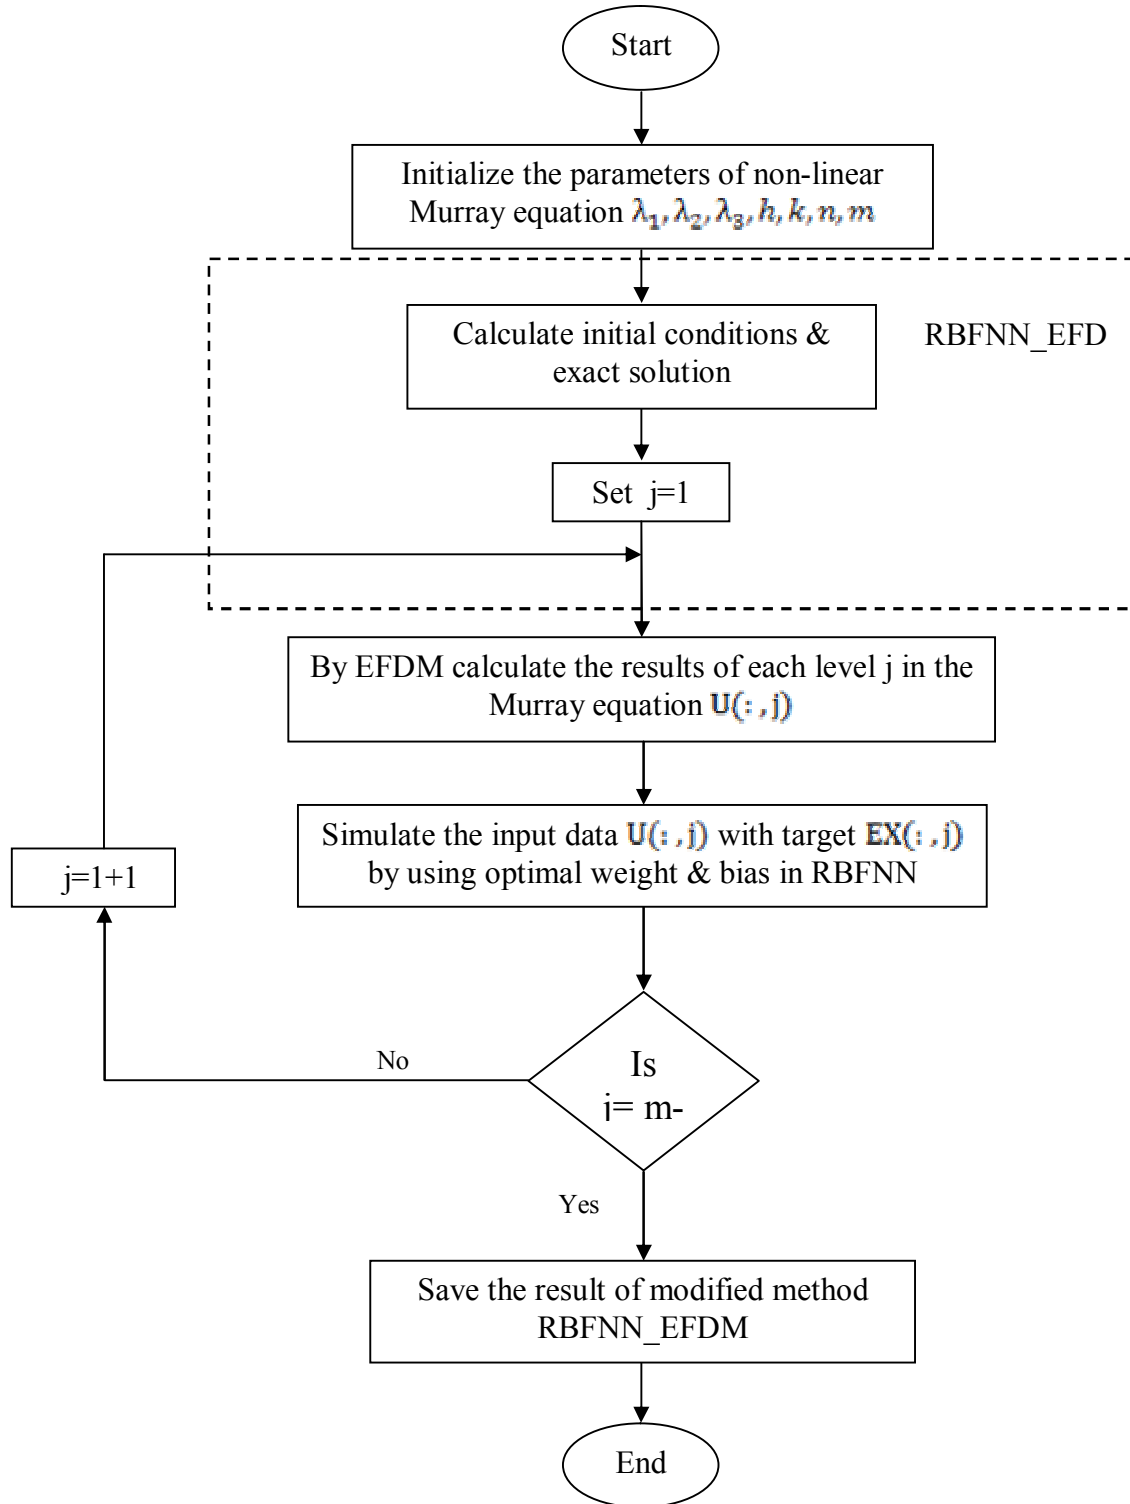 Start
Initialize the parameters of non-linear
Murray equation λ₁, λ₂, λ₃, h, k, n, m
Calculate initial conditions &
exact solution
RBFNN_EFD
Set j=1
By EFDM calculate the results of each level j in the
Murray equation U(:,j)
Simulate the input data U(:,j) with target EX(:,j)
by using optimal weight & bias in RBFNN
j=1+1
No
Is
j= m-
Yes
Save the result of modified method
RBFNN_EFDM
End